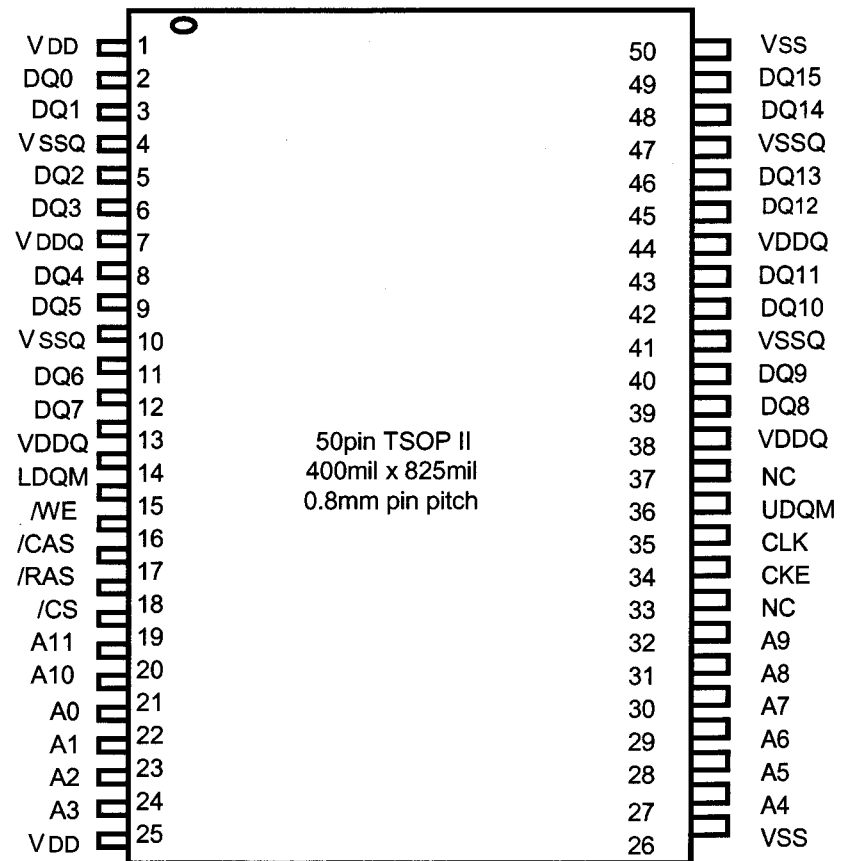 VDD 1 50 VSS
DQ0 2 49 DQ15
DQ1 3 48 DQ14
VSSQ 4 47 VSSQ
DQ2 5 46 DQ13
DQ3 6 45 DQ12
VDDQ 7 44 VDDQ
DQ4 8 43 DQ11
DQ5 9 42 DQ10
VSSQ 10 41 VSSQ
DQ6 11 40 DQ9
DQ7 12 39 DQ8
VDDQ 13 38 VDDQ
LDQM 14 37 NC
/WE 15 36 UDQM
/CAS 16 35 CLK
/RAS 17 34 CKE
/CS 18 33 NC
A11 19 32 A9
A10 20 31 A8
A0 21 30 A7
A1 22 29 A6
A2 23 28 A5
A3 24 27 A4
VDD 25 26 VSS
50pin TSOP II
400mil x 825mil
0.8mm pin pitch